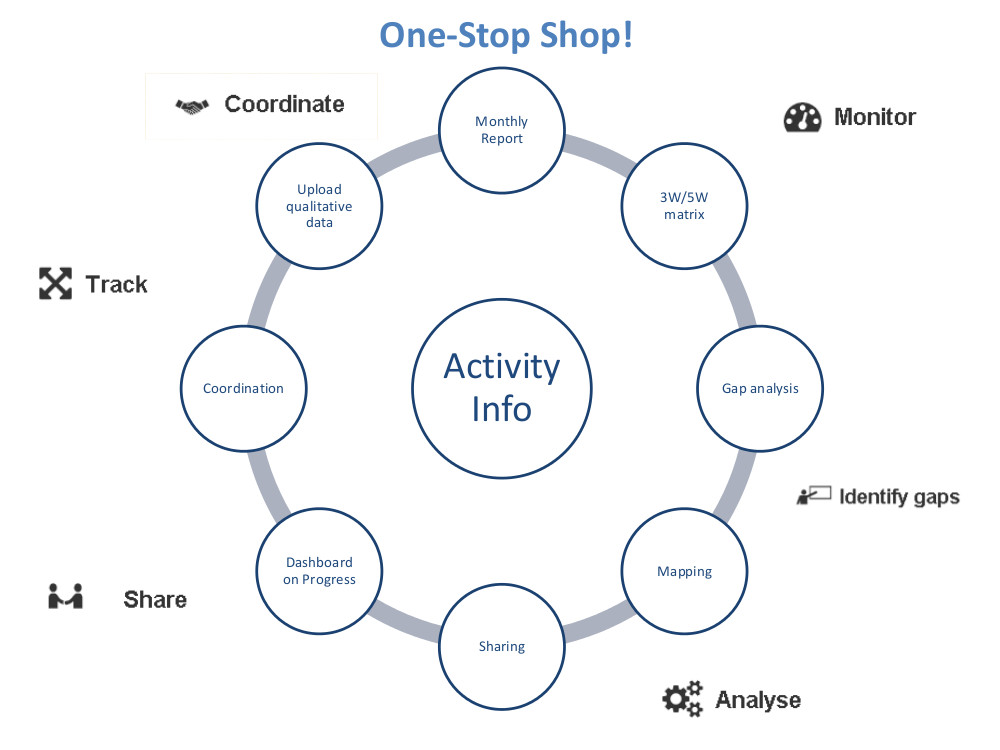 One-Stop Shop!
Coordinate
Monthly
Report
Monitor
Upload
qualitative
data
3W/5W
matrix
Track
Activity
Info
Coordination
Gap analysis
Identify gaps
Dashboard
on Progress
Mapping
Share
Sharing
Analyse